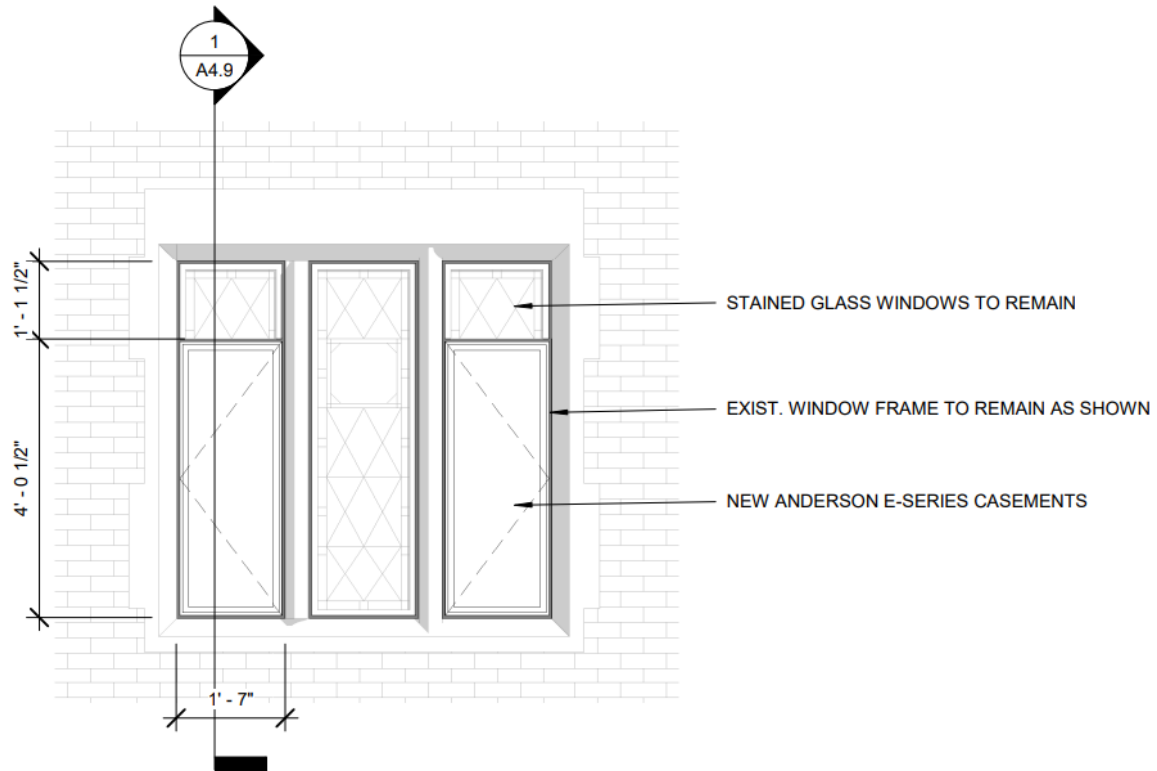 1
A4.9
1' - 1 1/2"
STAINED GLASS WINDOWS TO REMAIN
EXIST. WINDOW FRAME TO REMAIN AS SHOWN
4' - 0 1/2"
NEW ANDERSON E-SERIES CASEMENTS
1' - 7"